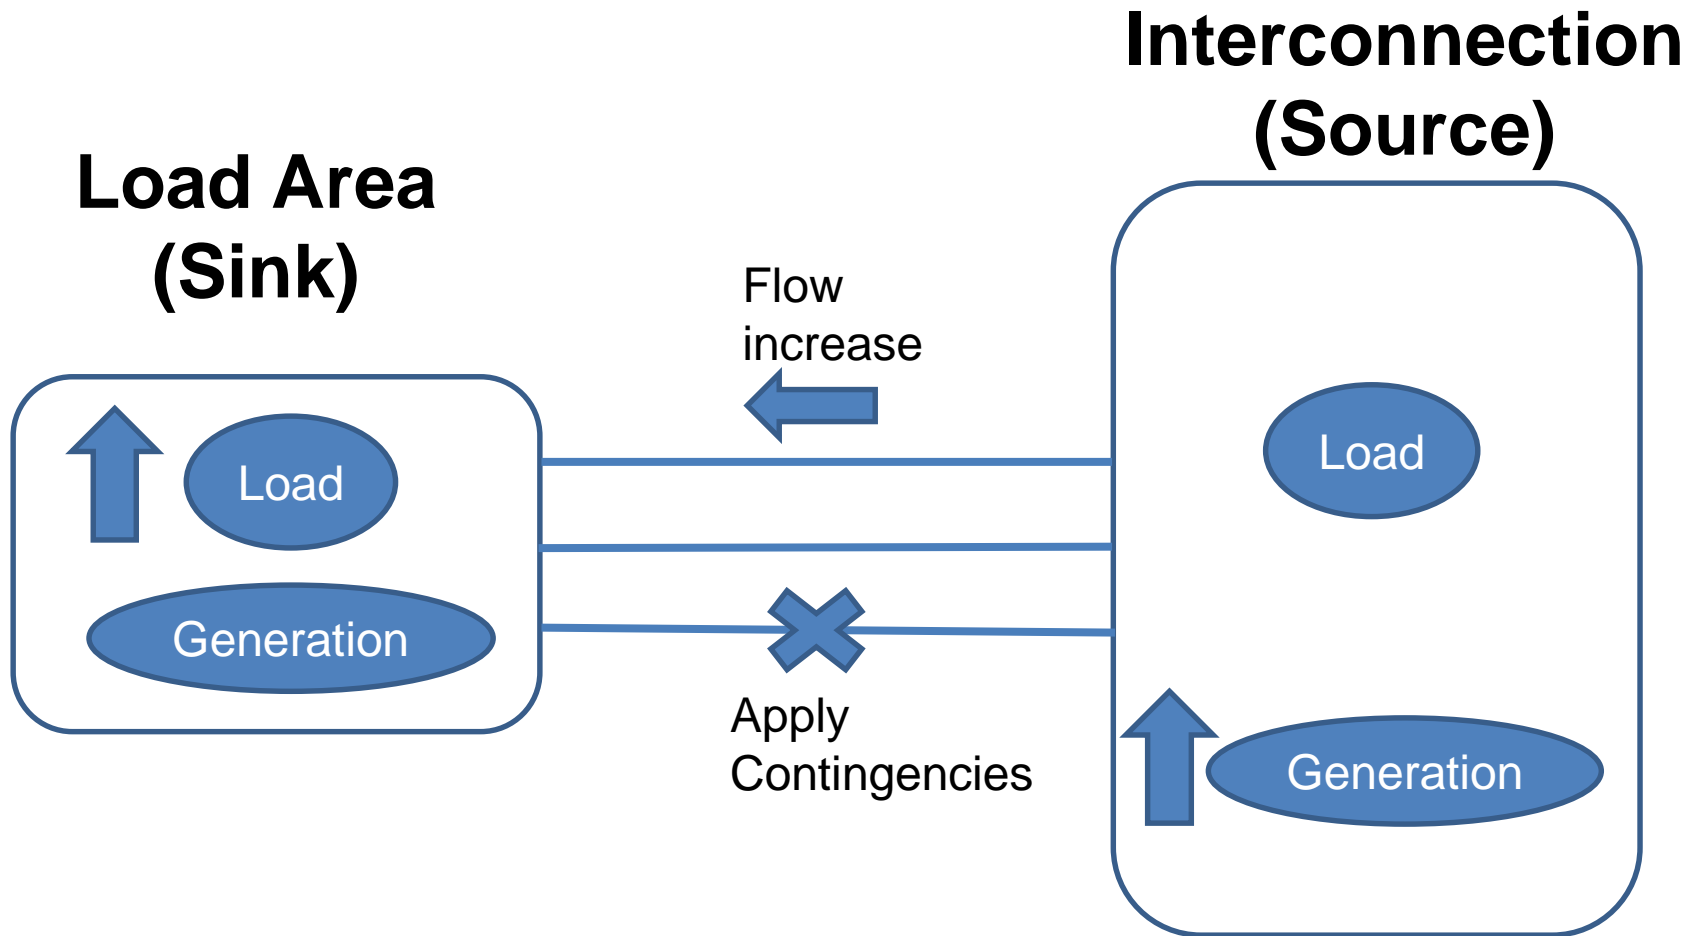 Interconnection
(Source)
Load Area
(Sink)
Flow
increase
Load
Load
Generation
Apply
Contingencies
Generation